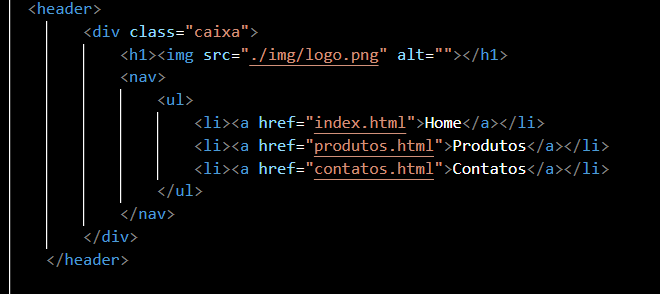 <header>
<div class="caixa">
<h1><img src="./img/logo.png" alt=""></h1>
<nav>
<ul>
<li><a href="index.html">Home</a></li>
<li><a href="produtos.html">Produtos</a></li>
<li><a href="contatos.html">Contatos</a></li>
</ul>
</nav>
</div>
</header>